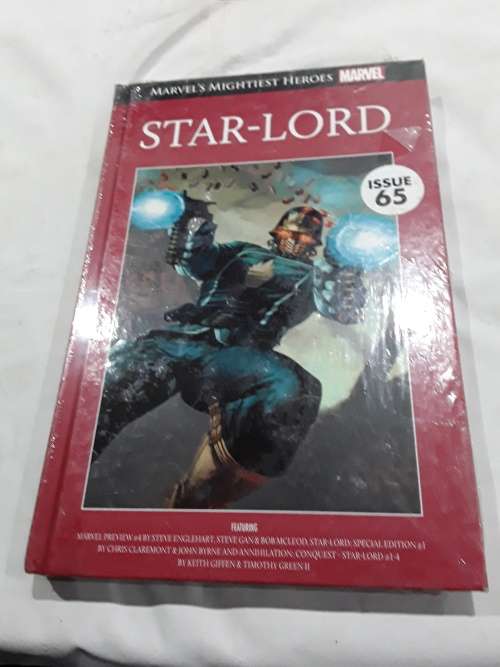 MARVEL'S MIGHTIEST HEROES MARVEL
STAR-LORD
ISSUE
65
FEATURING
MARVEL PREVIEW #4 BY STEVE ENGLEHART, STEVE GAN & BOB MCLEOD, STAR-LORD: SPECIAL EDITION #1
BY CHRIS CLAREMONT & JOHN BYRNE AND ANNIHILATION: CONQUEST - STAR-LORD #1-4
BY KEITH GIFFEN & TIMOTHY GREEN II